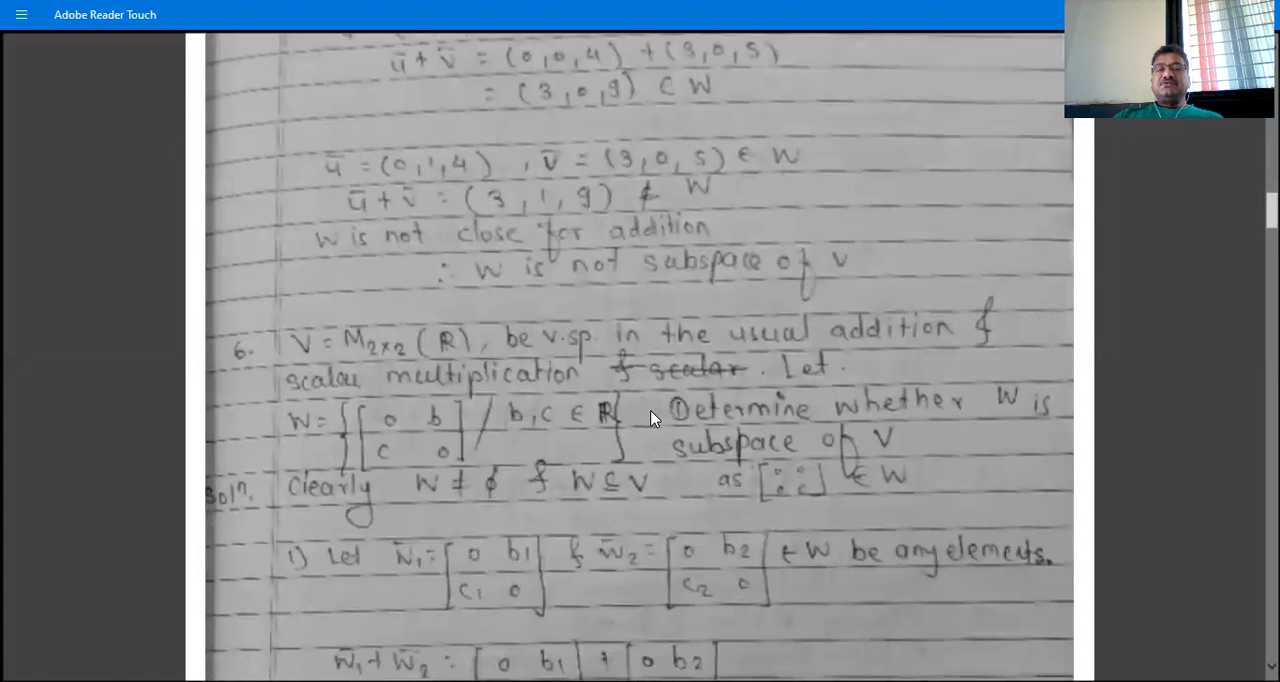 Adobe Reader Touch
ū + v̄ = (0,0,4) + (3,0,5)
= (3,0,9) ∈ W
ū = (0,1,4), v̄ = (3,0,5) ∈ W
ū + v̄ = (3,1,9) ∉ W
W is not close for addition
∴ W is not subspace of V
6. V = M2×2 (R), be v.sp. in the usual addition &
scalar multiplication & scalar. Let.
W = { [ 0 b / b,c ∈ R } ① Determine whether W is
c 0 ] subspace of V
Soln. Clearly W ≠ ϕ & W ⊆ V as [ 0 0 0 0 ] ∈ W
1) Let w̄1 = [ 0 b1 & w̄2 = [ 0 b2 ∈ W be any elements.
c1 0 ] c2 0 ]
w̄1 + w̄2 = [ 0 b1 ] + [ 0 b2 ]